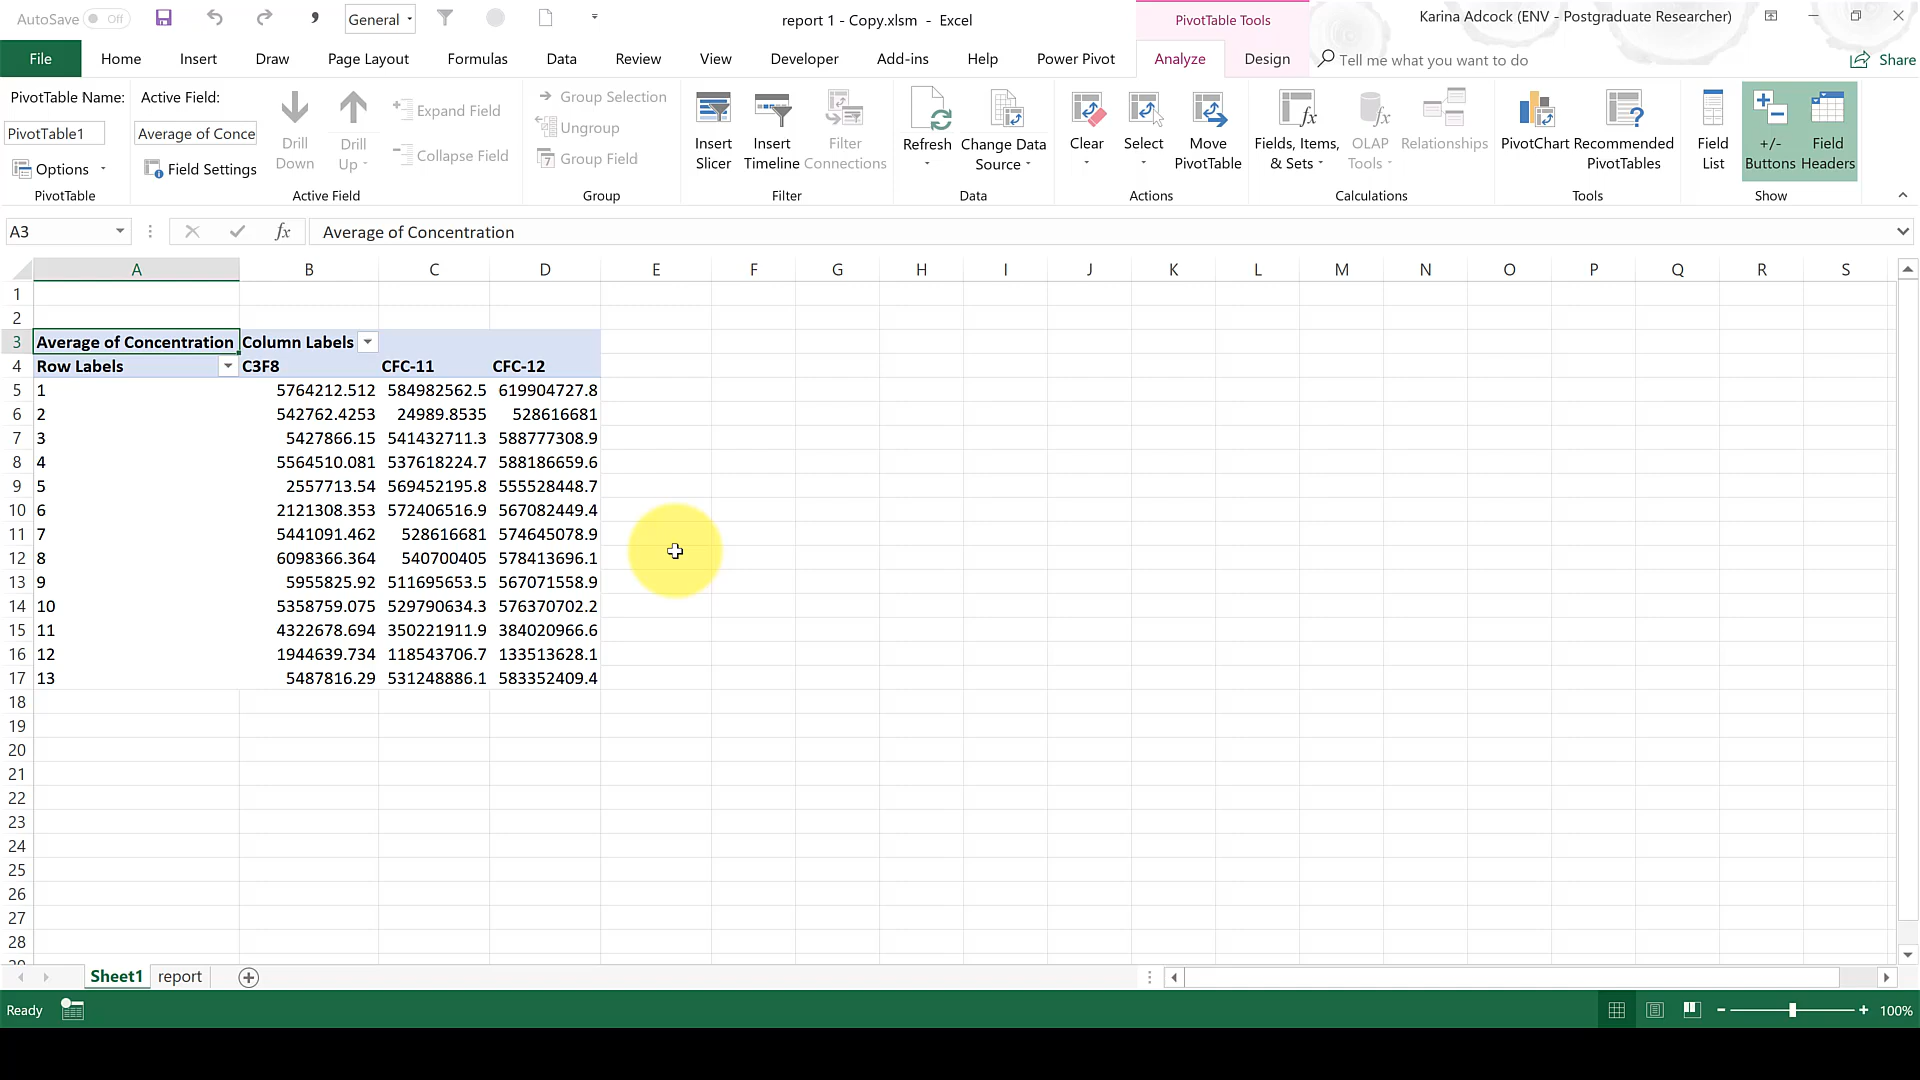 AutoSave Off General report 1 - Copy.xlsm - Excel PivotTable Tools Karina Adcock (ENV - Postgraduate Researcher)
File Home Insert Draw Page Layout Formulas Data Review View Developer Add-ins Help Power Pivot Analyze Design Tell me what you want to do Share
PivotTable Name:
PivotTable1
Options
PivotTable
Active Field:
Average of Conce
Field Settings
Drill Down
Drill Up
Expand Field
Collapse Field
Active Field
Group Selection
Ungroup
Group Field
Group
Insert Slicer
Insert Timeline
Filter Connections
Filter
Refresh
Change Data Source
Data
Clear
Select
Move PivotTable
Actions
Fields, Items, & Sets
OLAP Tools
Relationships
Calculations
PivotChart
Recommended PivotTables
Tools
Field List
+/- Buttons
Field Headers
Show
A3 fx Average of Concentration
A B C D E F G H I J K L M N O P Q R S
1
2
3 Average of Concentration Column Labels
4 Row Labels C3F8 CFC-11 CFC-12
5 1 5764212.512 584982562.5 619904727.8
6 2 542762.4253 24989.8535 528616681
7 3 5427866.15 541432711.3 588777308.9
8 4 5564510.081 537618224.7 588186659.6
9 5 2557713.54 569452195.8 555528448.7
10 6 2121308.353 572406516.9 567082449.4
11 7 5441091.462 528616681 574645078.9
12 8 6098366.364 540700405 578413696.1
13 9 5955825.92 511695653.5 567071558.9
14 10 5358759.075 529790634.3 576370702.2
15 11 4322678.694 350221911.9 384020966.6
16 12 1944639.734 118543706.7 133513628.1
17 13 5487816.29 531248886.1 583352409.4
18
19
20
21
22
23
24
25
26
27
28
Sheet1 report
Ready 100%